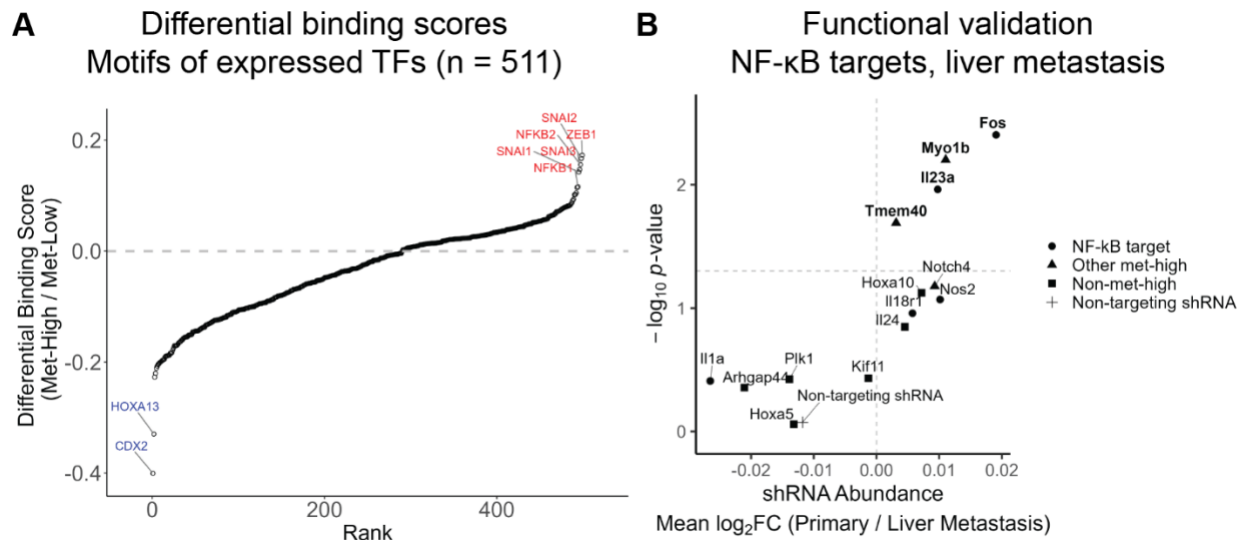 A
Differential binding scores
Motifs of expressed TFs (n = 511)
Differential Binding Score
(Met-High / Met-Low)
0.2
0.0
-0.2
-0.4
SNAI2
NFKB2 ZEB1
SNAI1 SNAI3
NFKB1
HOXA13
CDX2
0
200
400
Rank
B
Functional validation
NF-κB targets, liver metastasis
− log10 p-value
2
1
0
Fos
Myo1b
Il23a
Tmem40
Notch4
Hoxa10
Nos2
Il18r1
Il24
Il1a
Plk1
Kif11
Arhgap44
Non-targeting shRNA
Hoxa5
-0.02
-0.01
0.00
0.01
0.02
shRNA Abundance
Mean log2FC (Primary / Liver Metastasis)
NF-kB target
Other met-high
Non-met-high
Non-targeting shRNA